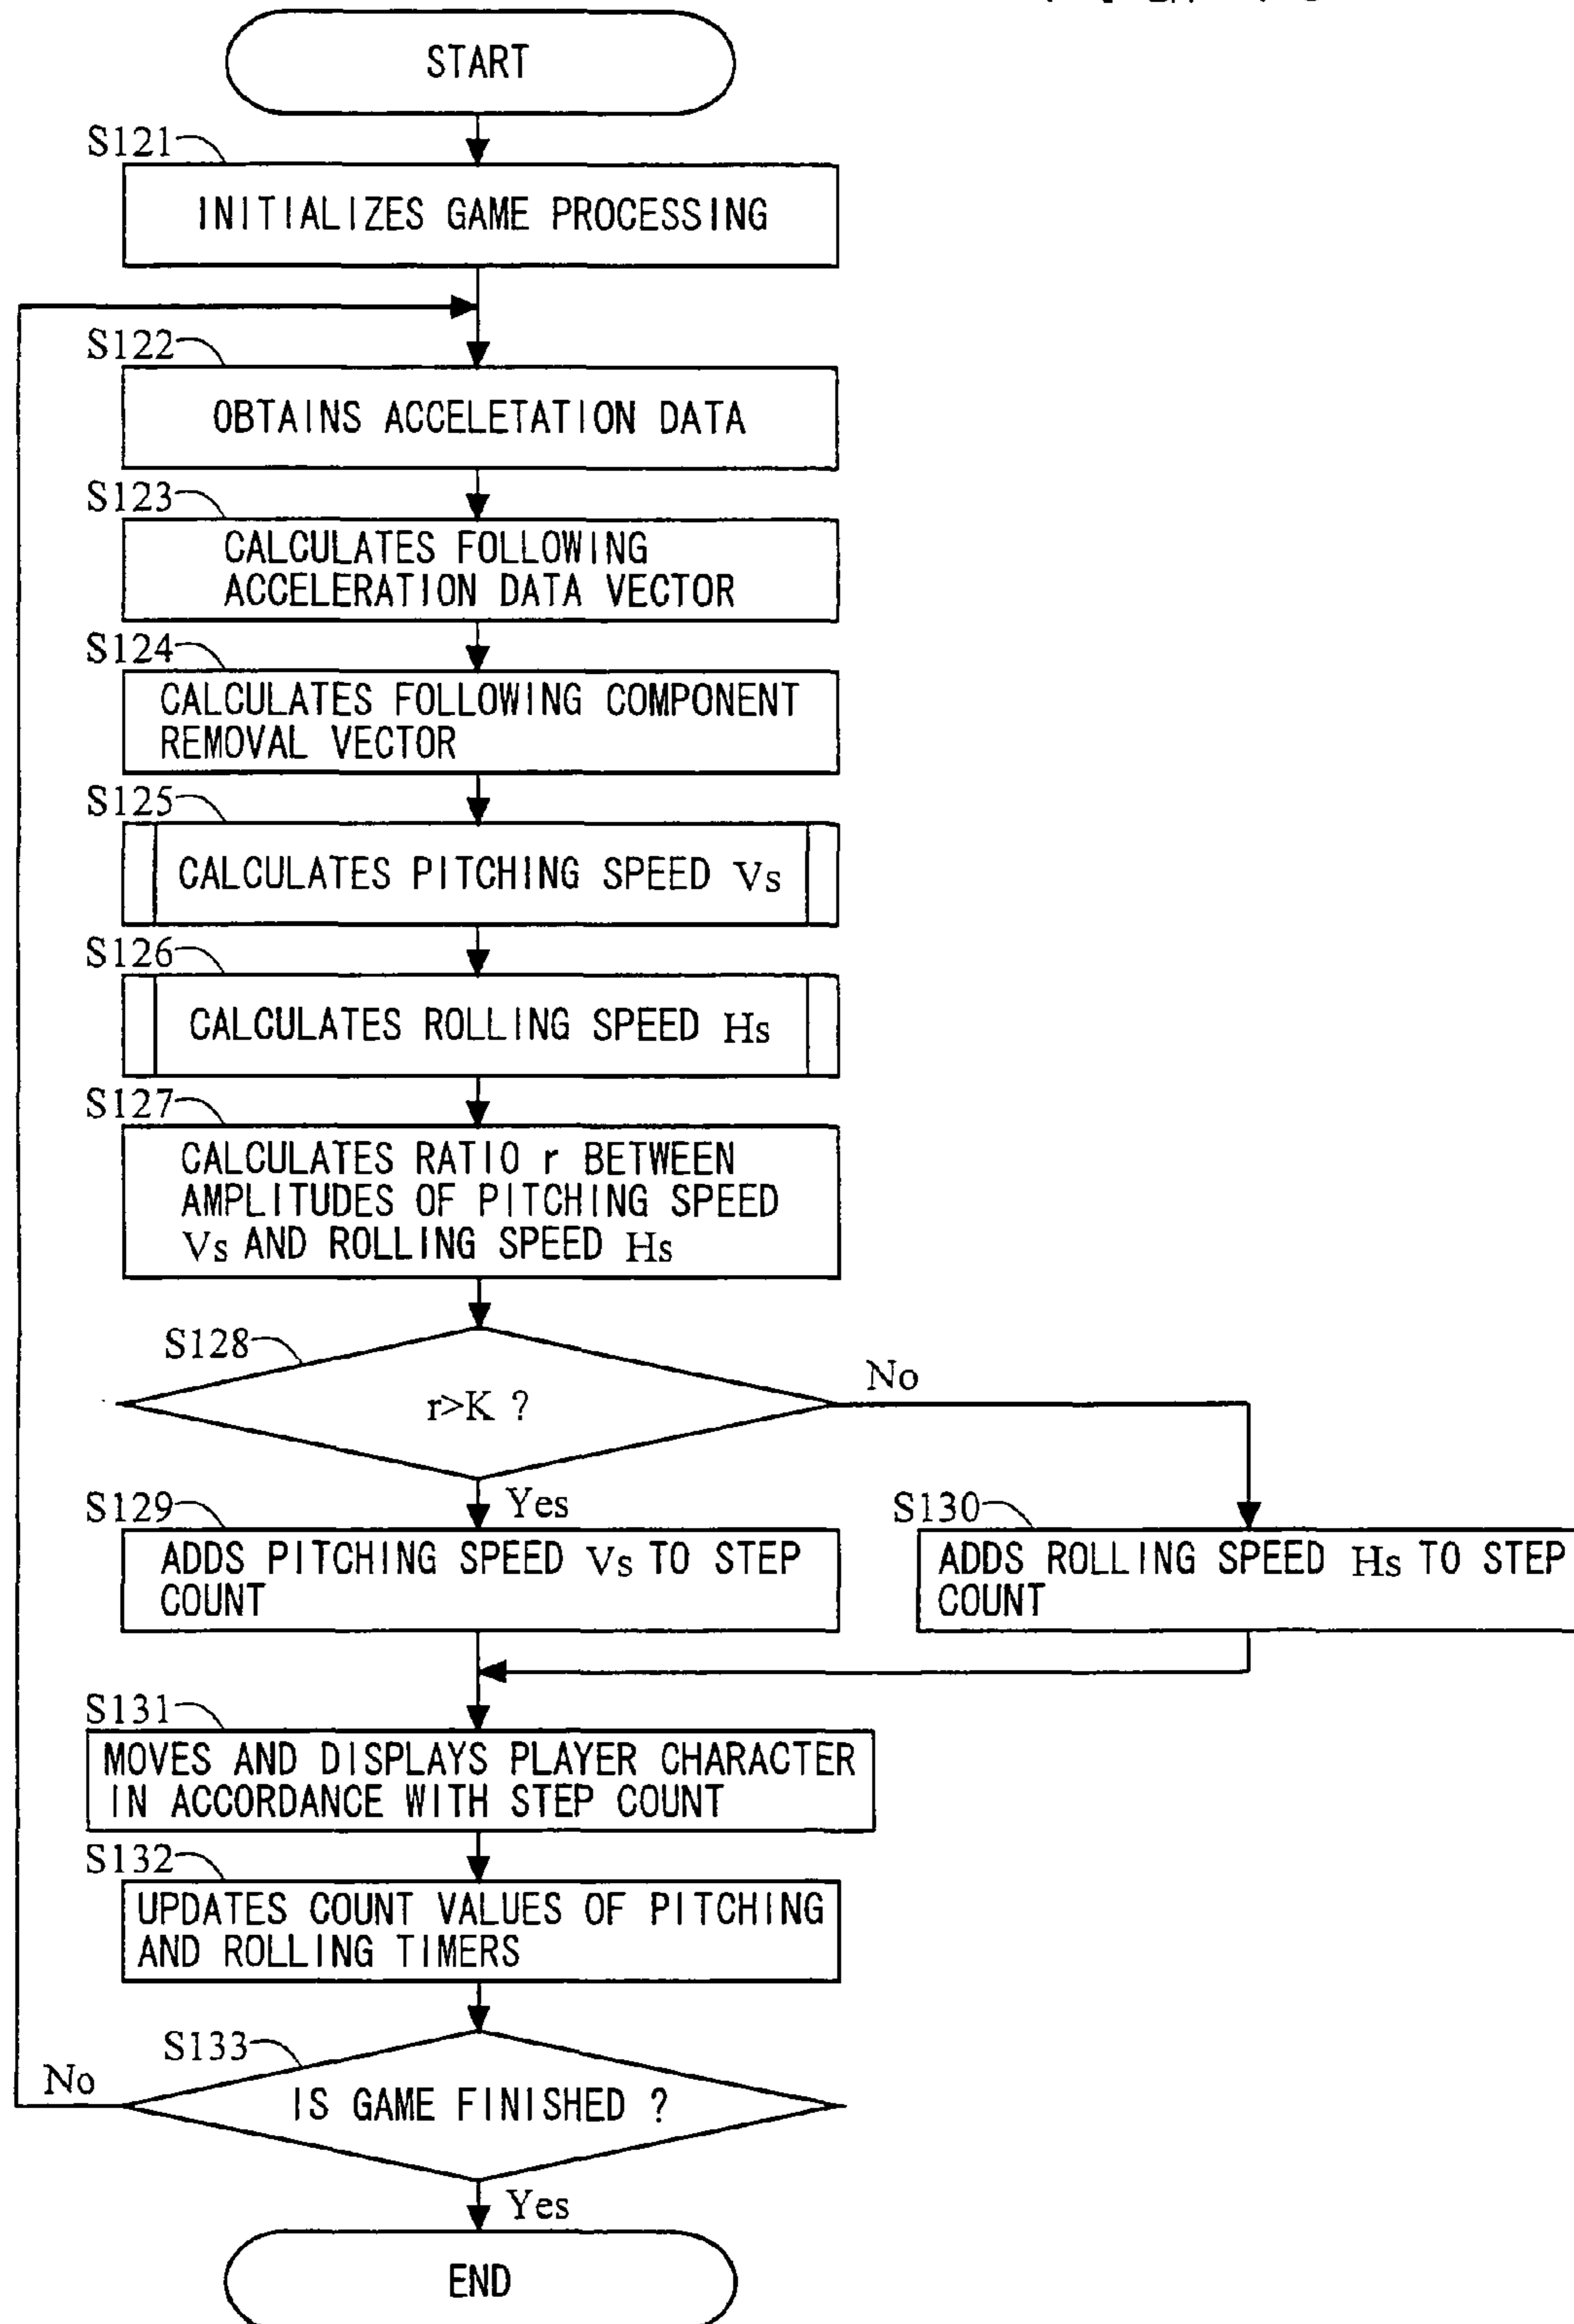 START
S121
INITIALIZES GAME PROCESSING
S122
OBTAINS ACCELETATION DATA
S123
CALCULATES FOLLOWING
ACCELERATION DATA VECTOR
S124
CALCULATES FOLLOWING COMPONENT
REMOVAL VECTOR
S125
CALCULATES PITCHING SPEED Vs
S126
CALCULATES ROLLING SPEED Hs
S127
CALCULATES RATIO r BETWEEN
AMPLITUDES OF PITCHING SPEED
Vs AND ROLLING SPEED Hs
S128
r>K ?
No
Yes
S129
ADDS PITCHING SPEED Vs TO STEP
COUNT
S130
ADDS ROLLING SPEED Hs TO STEP
COUNT
S131
MOVES AND DISPLAYS PLAYER CHARACTER
IN ACCORDANCE WITH STEP COUNT
S132
UPDATES COUNT VALUES OF PITCHING
AND ROLLING TIMERS
S133
No
IS GAME FINISHED ?
Yes
END